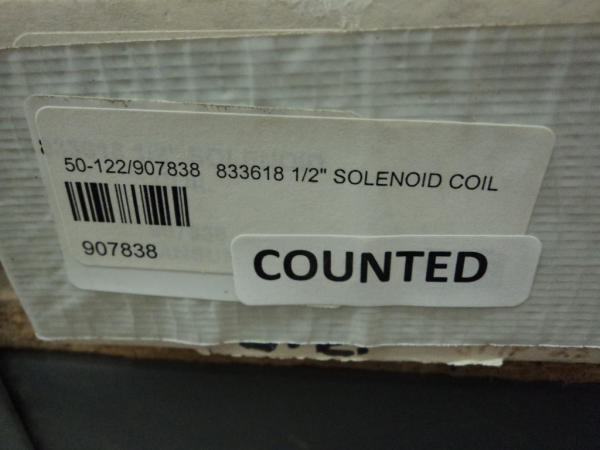 50-122/907838 833618 1/2" SOLENOID COIL
907838
COUNTED